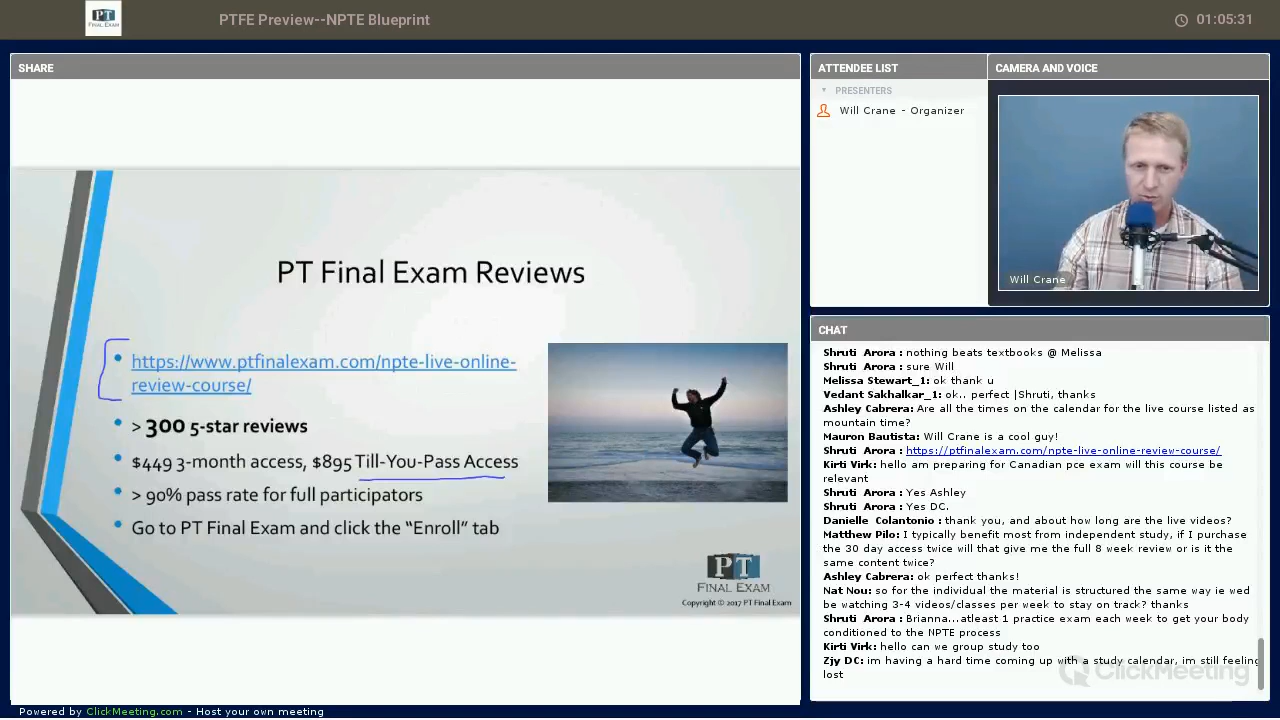 PT
FINAL EXAM
PTFE Preview--NPTE Blueprint
01:05:31
SHARE
PT Final Exam Reviews
https://www.ptfinalexam.com/npte-live-online-
review-course/
> 300 5-star reviews
$449 3-month access, $895 Till-You-Pass Access
> 90% pass rate for full participators
Go to PT Final Exam and click the “Enroll” tab
PT
FINAL EXAM
Copyright © 2017 PT Final Exam
ATTENDEE LIST
PRESENTERS
Will Crane - Organizer
CAMERA AND VOICE
Will Crane
CHAT
Shruti Arora : nothing beats textbooks @ Melissa
Shruti Arora : sure Will
Melissa Stewart_1: ok thank u
Vedant Sakhalkar_1: ok.. perfect |Shruti, thanks
Ashley Cabrera: Are all the times on the calendar for the live course listed as
mountain time?
Mauron Bautista: Will Crane is a cool guy!
Shruti Arora : https://ptfinalexam.com/npte-live-online-review-course/
Kirti Virk: hello am preparing for Canadian pce exam will this course be
relevant
Shruti Arora : Yes Ashley
Shruti Arora : Yes DC.
Danielle Colantonio : thank you, and about how long are the live videos?
Matthew Pilo: I typically benefit most from independent study, if I purchase
the 30 day access twice will that give me the full 8 week review or is it the
same content twice?
Ashley Cabrera: ok perfect thanks!
Nat Nou: so for the individual the material is structured the same way ie wed
be watching 3-4 videos/classes per week to stay on track? thanks
Shruti Arora : Brianna...atleast 1 practice exam each week to get your body
conditioned to the NPTE process
Kirti Virk: hello can we group study too
Zjy DC: im having a hard time coming up with a study calendar, im still feeling
lost
ClickMeeting
Powered by ClickMeeting.com - Host your own meeting